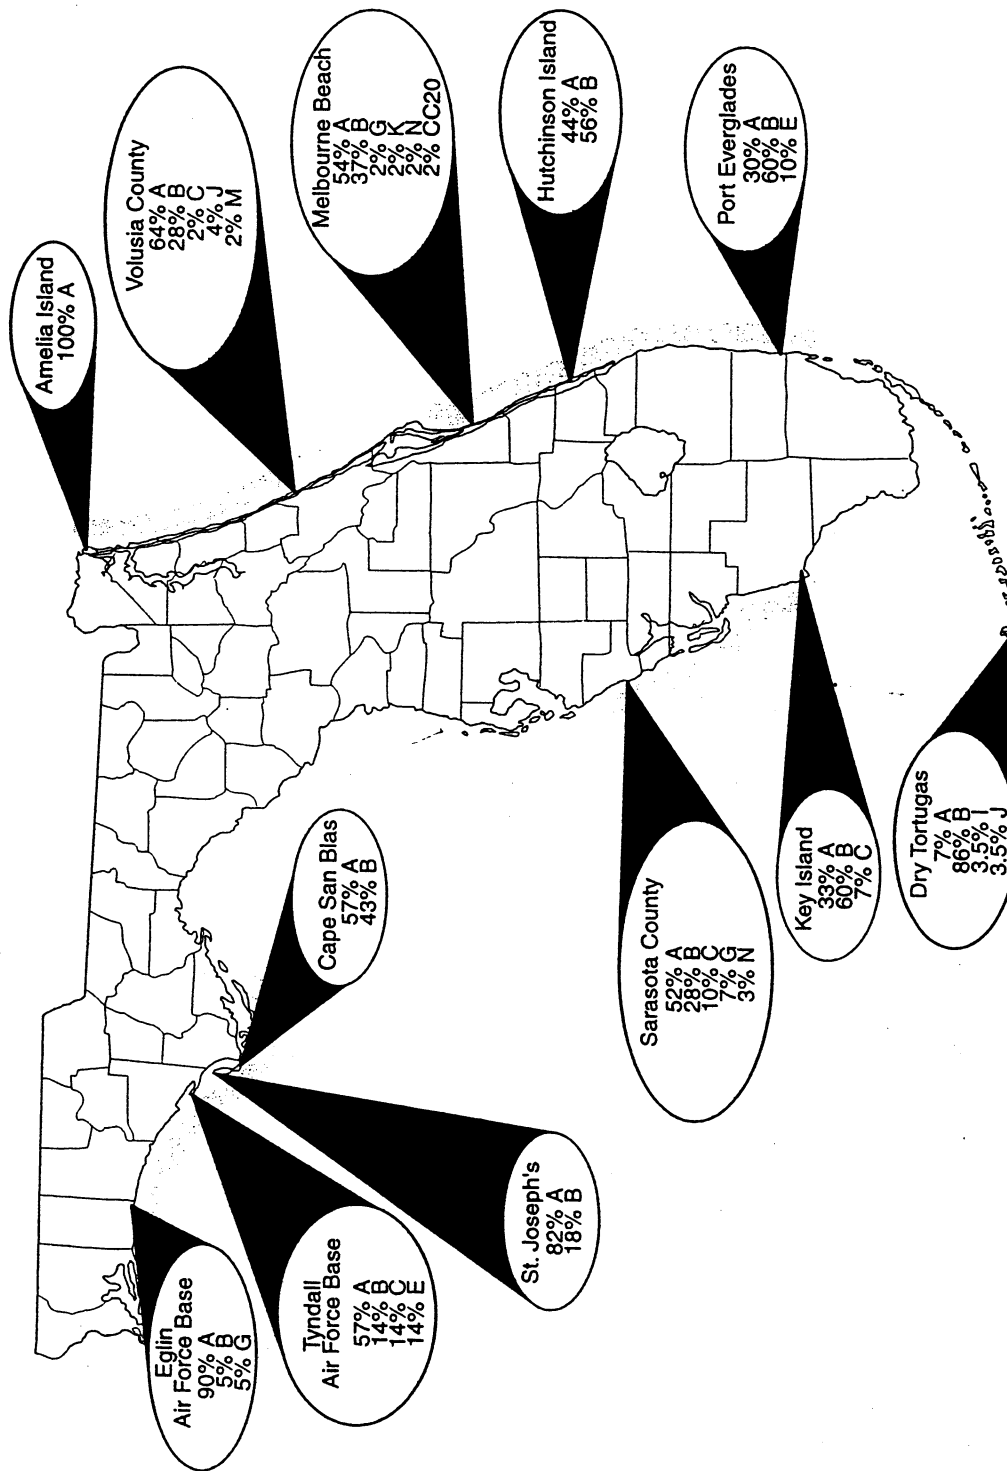 Amelia Island
100% A
Volusia County
64% A
28% B
2% C
4% J
2% M
Melbourne Beach
54% A
37% B
2% G
2% K
2% N
2% CC20
Hutchinson Island
44% A
56% B
Port Everglades
30% A
60% B
10% E
Cape San Blas
57% A
43% B
Sarasota County
52% A
28% B
10% C
7% G
3% N
Key Island
33% A
60% B
7% C
Dry Tortugas
7% A
86% B
3.5% I
3.5% J
Eglin
Air Force Base
90% A
5% B
5% G
Tyndall
Air Force Base
57% A
14% B
14% C
14% E
St. Joseph's
82% A
18% B